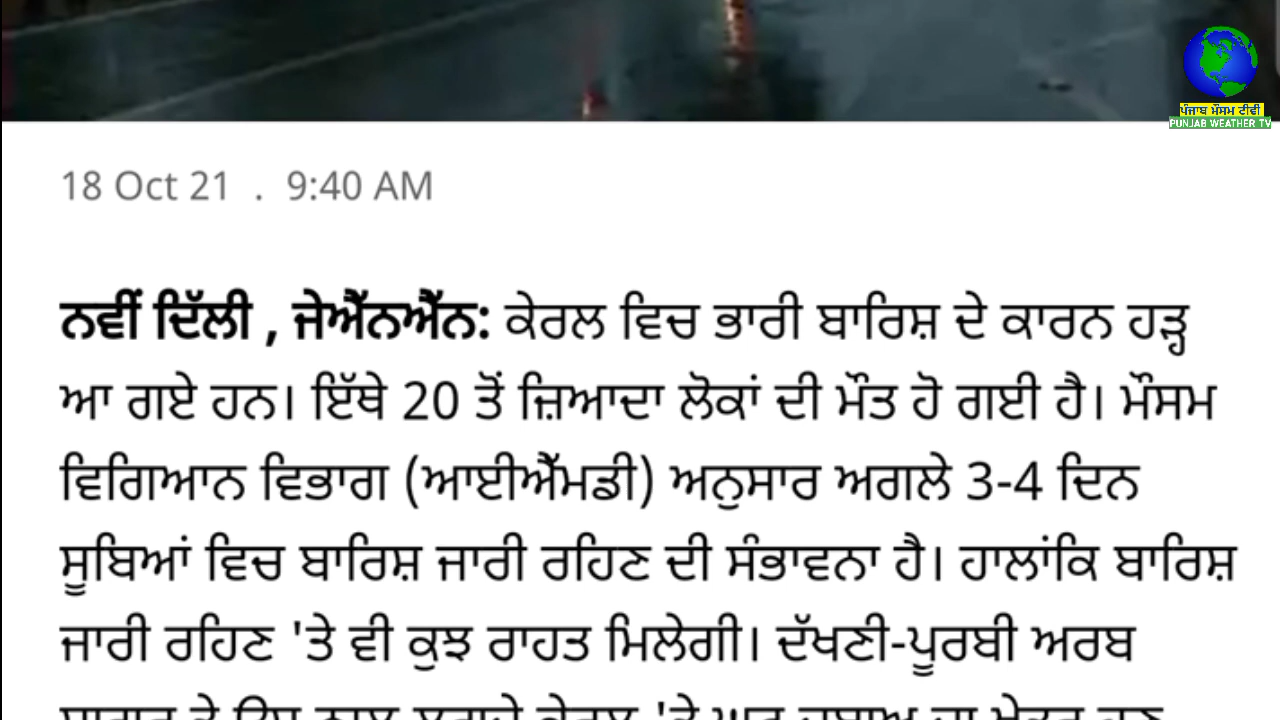 ਪੰਜਾਬ ਮੌਸਮ ਟੀਵੀ
PUNJAB WEATHER TV
18 Oct 21 . 9:40 AM
ਨਵੀਂ ਦਿੱਲੀ , ਜੇਐੱਨਐੱਨ: ਕੇਰਲ ਵਿਚ ਭਾਰੀ ਬਾਰਿਸ਼ ਦੇ ਕਾਰਨ ਹੜ੍ਹ
ਆ ਗਏ ਹਨ। ਇੱਥੇ 20 ਤੋਂ ਜ਼ਿਆਦਾ ਲੋਕਾਂ ਦੀ ਮੌਤ ਹੋ ਗਈ ਹੈ। ਮੌਸਮ
ਵਿਗਿਆਨ ਵਿਭਾਗ (ਆਈਐੱਮਡੀ) ਅਨੁਸਾਰ ਅਗਲੇ 3-4 ਦਿਨ
ਸੂਬਿਆਂ ਵਿਚ ਬਾਰਿਸ਼ ਜਾਰੀ ਰਹਿਣ ਦੀ ਸੰਭਾਵਨਾ ਹੈ। ਹਾਲਾਂਕਿ ਬਾਰਿਸ਼
ਜਾਰੀ ਰਹਿਣ 'ਤੇ ਵੀ ਕੁਝ ਰਾਹਤ ਮਿਲੇਗੀ। ਦੱਖਣੀ-ਪੂਰਬੀ ਅਰਬ